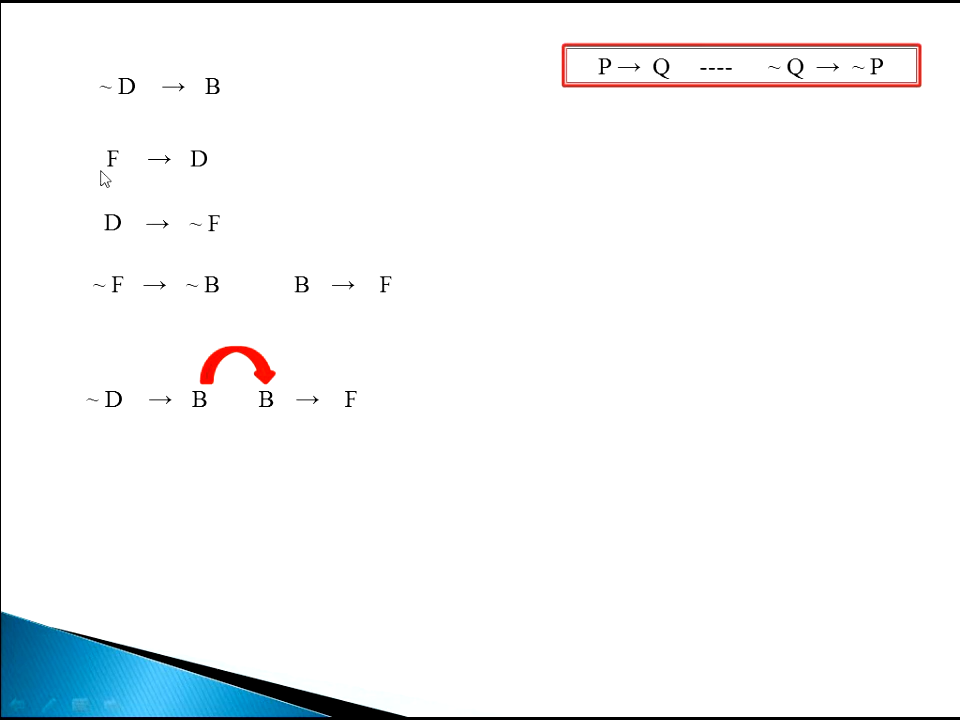 P → Q ---- ~ Q → ~ P
~ D → B
F → D
D → ~ F
~ F → ~ B B → F
~ D → B B → F